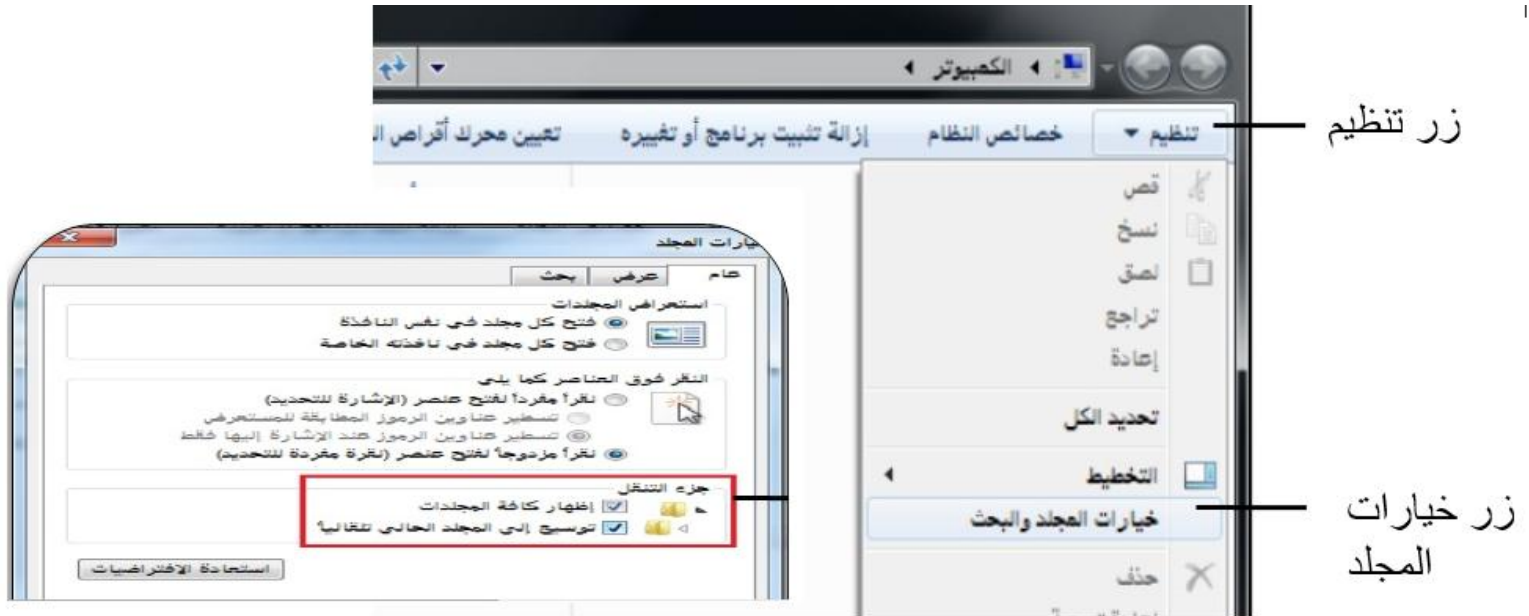 الكمبيوتر
زر تنظيم
تنظيم
خصائص النظام
إزالة تثبيت برنامج أو تغييره
تعيين محرك أقراص
قص
نسخ
لصق
تراجع
إعادة
تحديد الكل
التخطيط
خيارات المجلد والبحث
زر خيارات
المجلد
حذف
المجلد
عام
عرض
بحث
استعراض المجلدات
فتح كل مجلد في نفس النافذة
فتح كل مجلد في نافذته الخاصة
النقر فوق العناصر كما يلي
نقراً مفرداً لفتح عنصر (الإشارة للتحديد)
تسطير عناوين الرموز المطابقة للمستعرض
تسطير عناوين الرموز عند الإشارة إليها فقط
نقراً مزدوجاً لفتح عنصر (نقرة مفردة للتحديد)
جزء التنقل
إظهار كافة المجلدات
توسيع إلى المجلد الحالي تلقائياً
استعادة الافتراضيات